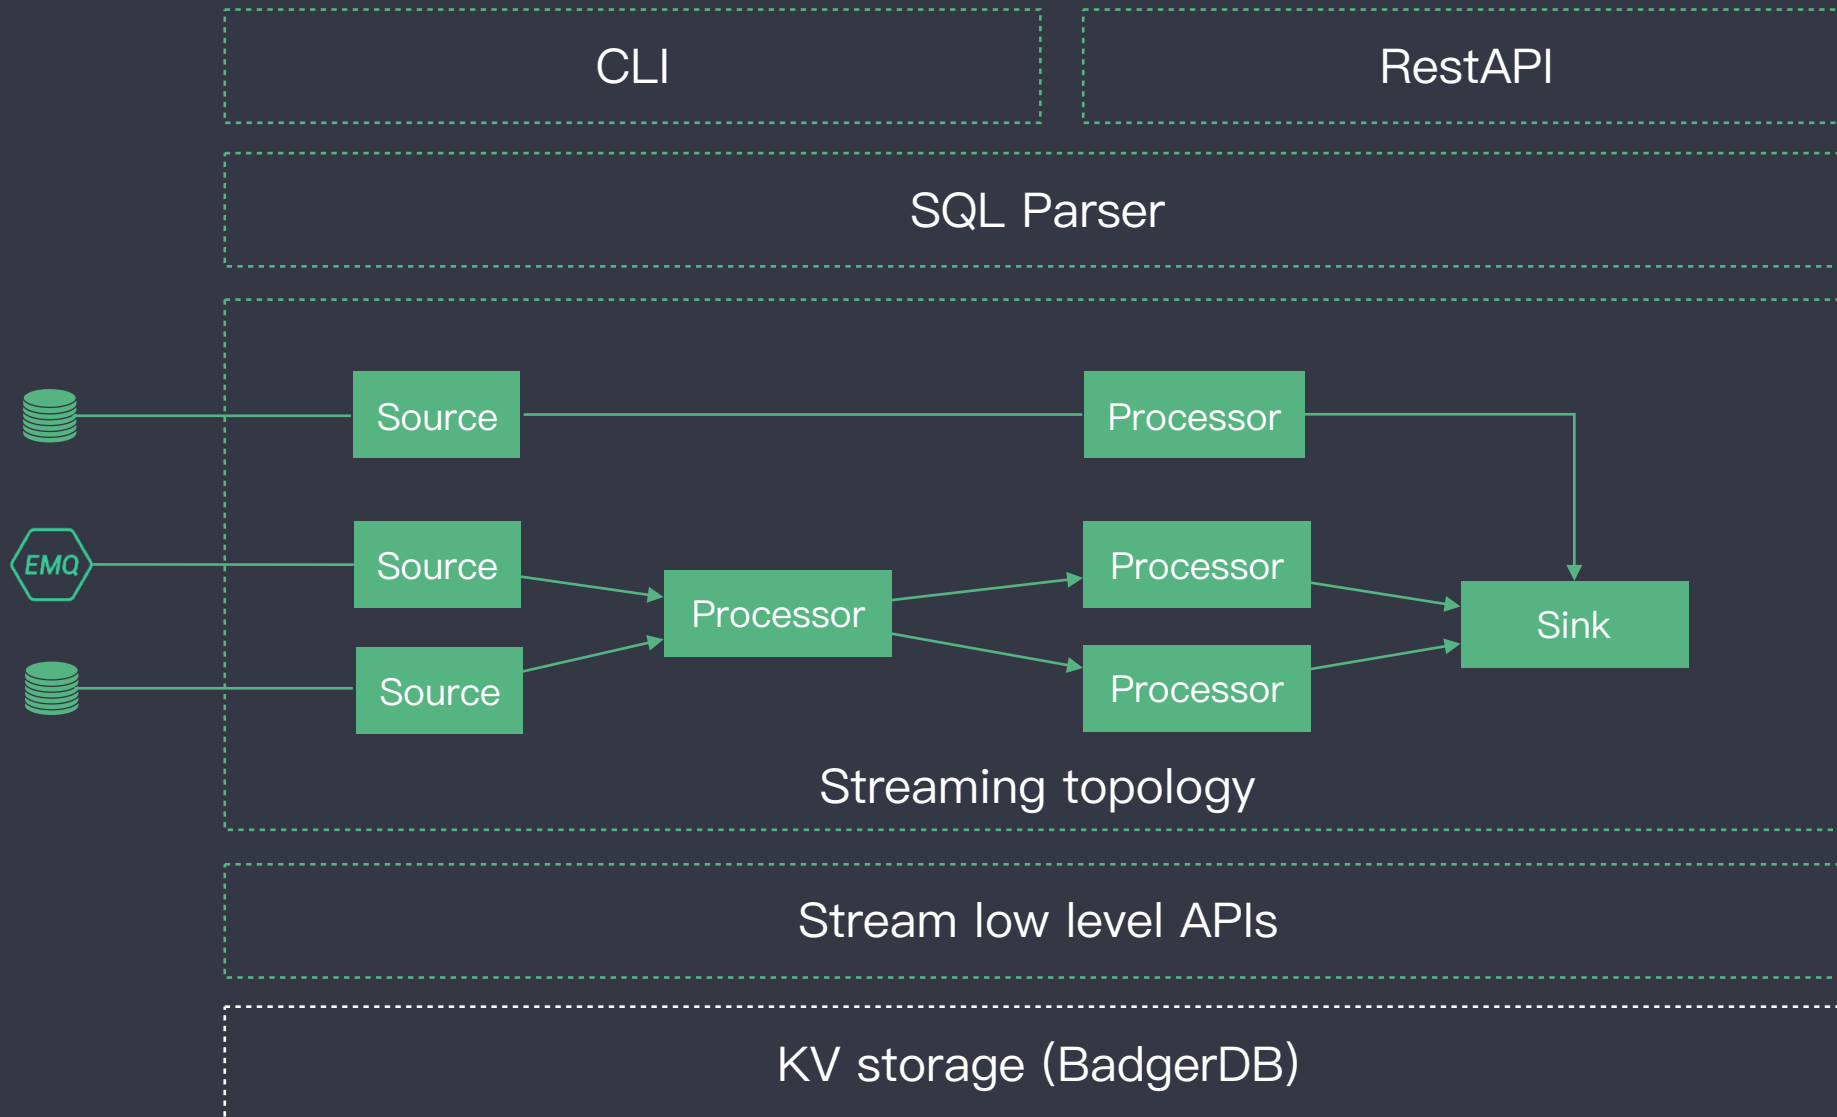 CLI
RestAPI
SQL Parser
Source
Processor
EMQ
Source
Processor
Processor
Sink
Source
Processor
Streaming topology
Stream low level APIs
KV storage (BadgerDB)